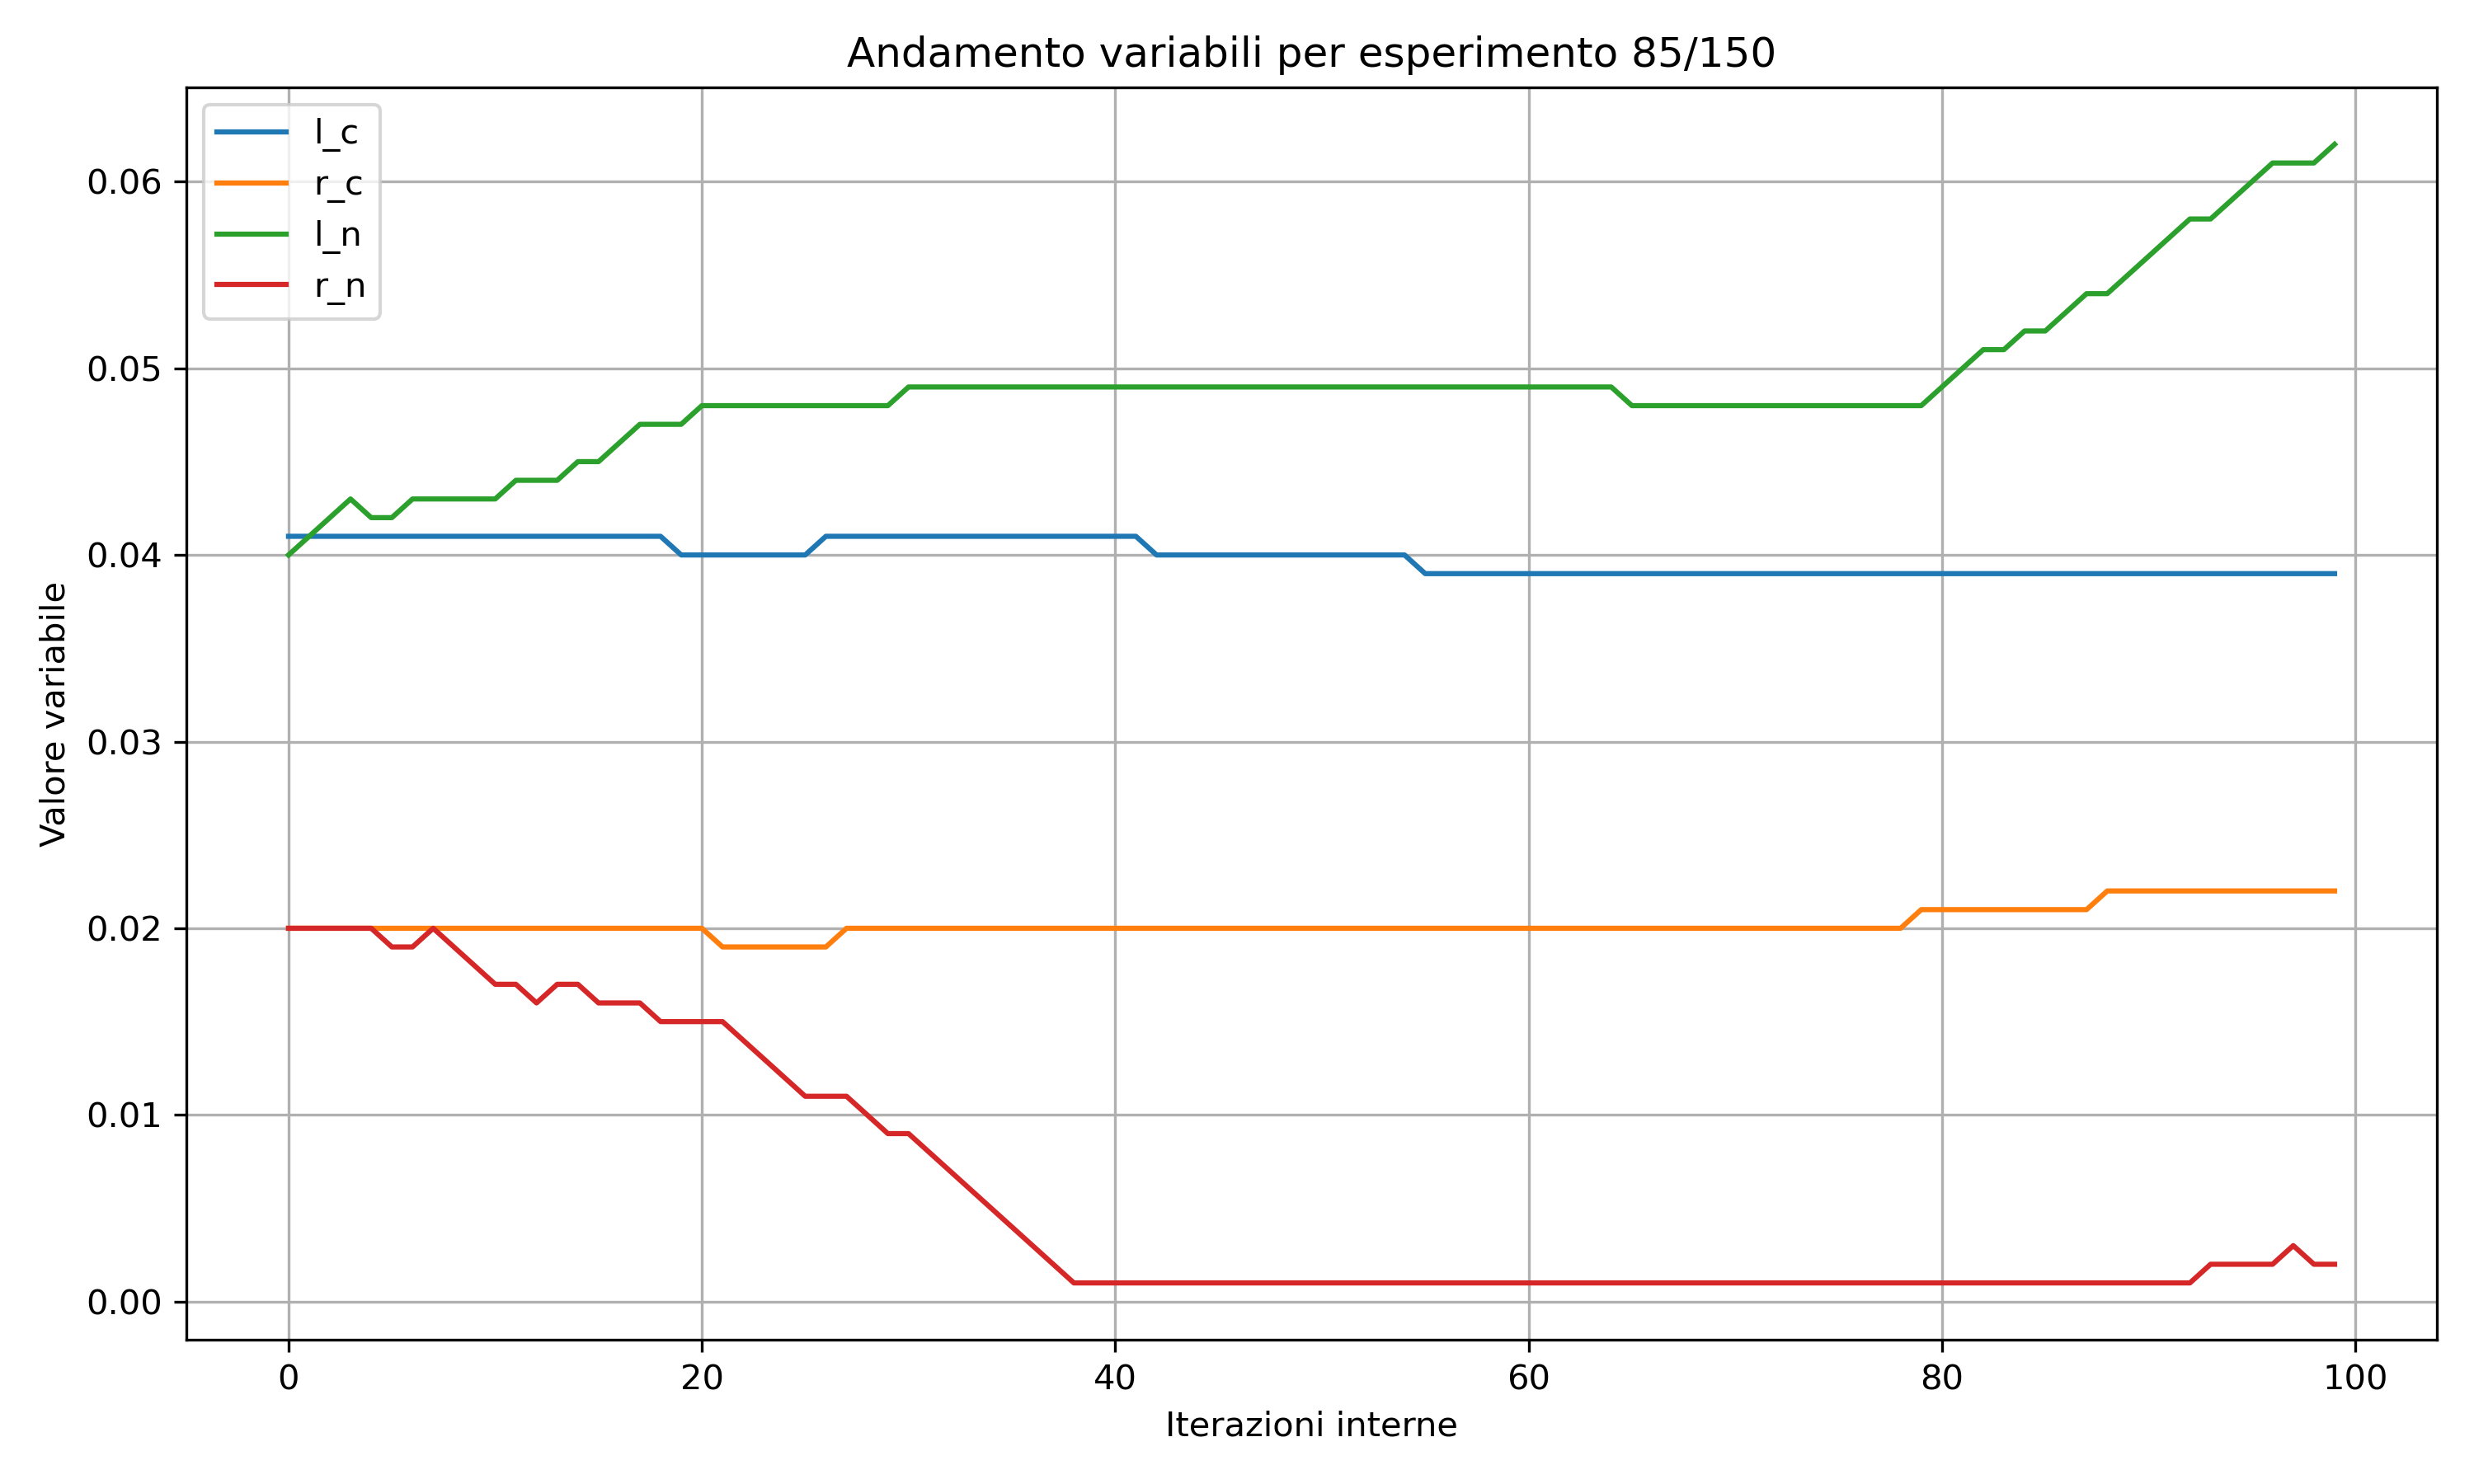 Andamento variabili per esperimento 85/150
l_c
r_c
l_n
r_n
Valore variabile
0.06
0.05
0.04
0.03
0.02
0.01
0.00
0 20 40 60 80 100
Iterazioni interne